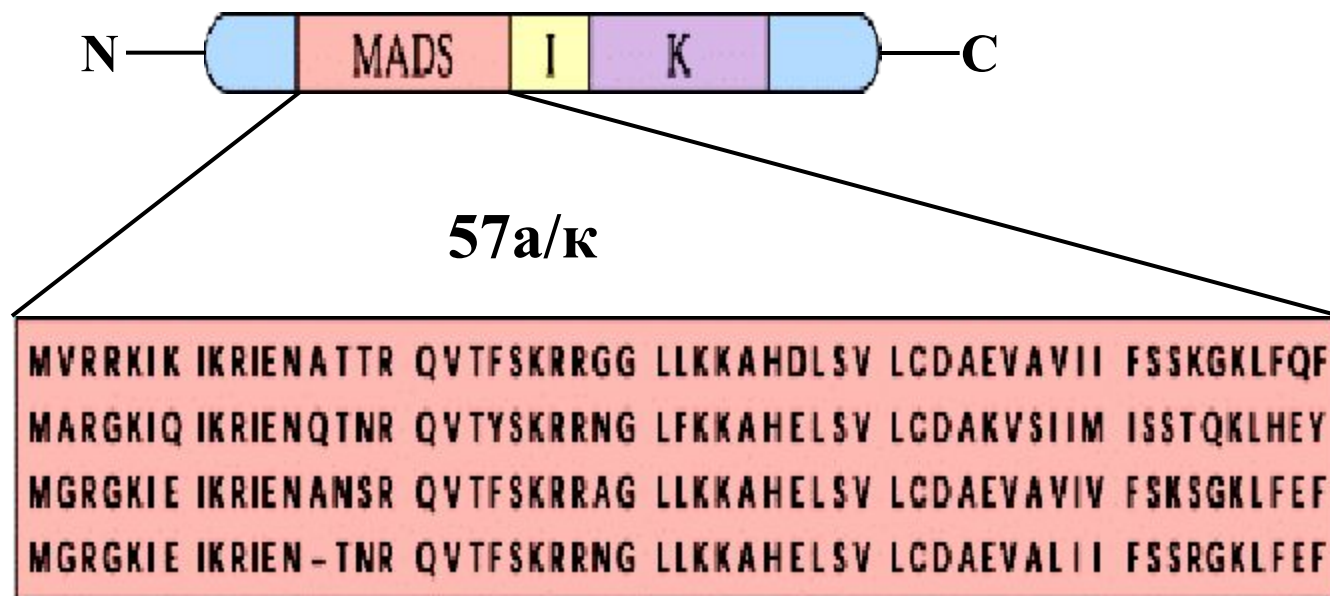 N MADS I K C
57а/к
MVRRKIK IKRIENATTR QVTFSKRRGG LLKKAHDLSV LCDAEVAVII FSSKGKLFQF
MARGKIQ IKRIENQTNR QVTYSKRRNG LFKKAHELSV LCDAKVSIIM ISSTQKLHEY
MGRGKIE IKRIENANSR QVTFSKRRAG LLKKAHELSV LCDAEVAVIV FSKSGKLFEF
MGRGKIE IKRIEN-TNR QVTFSKRRNG LLKKAHELSV LCDAEVALII FSSRGKLFEF